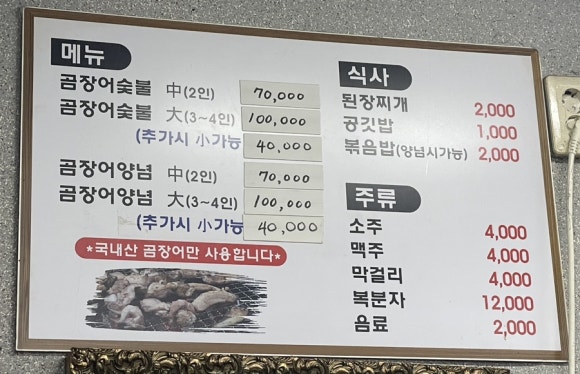 메뉴
곰장어숯불 中(2인) 70,000
곰장어숯불 大(3~4인) 100,000
(추가시 小가능 40,000
곰장어양념 中(2인) 70,000
곰장어양념 大(3~4인) 100,000
(추가시 小가능 40,000
*국내산 곰장어만 사용합니다*
식사
된장찌개 2,000
공깃밥 1,000
볶음밥(양념시가능) 2,000
주류
소주 4,000
맥주 4,000
막걸리 4,000
복분자 12,000
음료 2,000